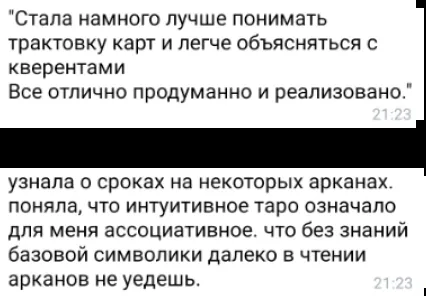 "Стала намного лучше понимать
трактовку карт и легче объясняться с
кверентами
Все отлично продуманно и реализовано."
21:23
узнала о сроках на некоторых арканах.
поняла, что интуитивное таро означало
для меня ассоциативное. что без знаний
базовой символики далеко в чтении
арканов не уедешь.
21:23